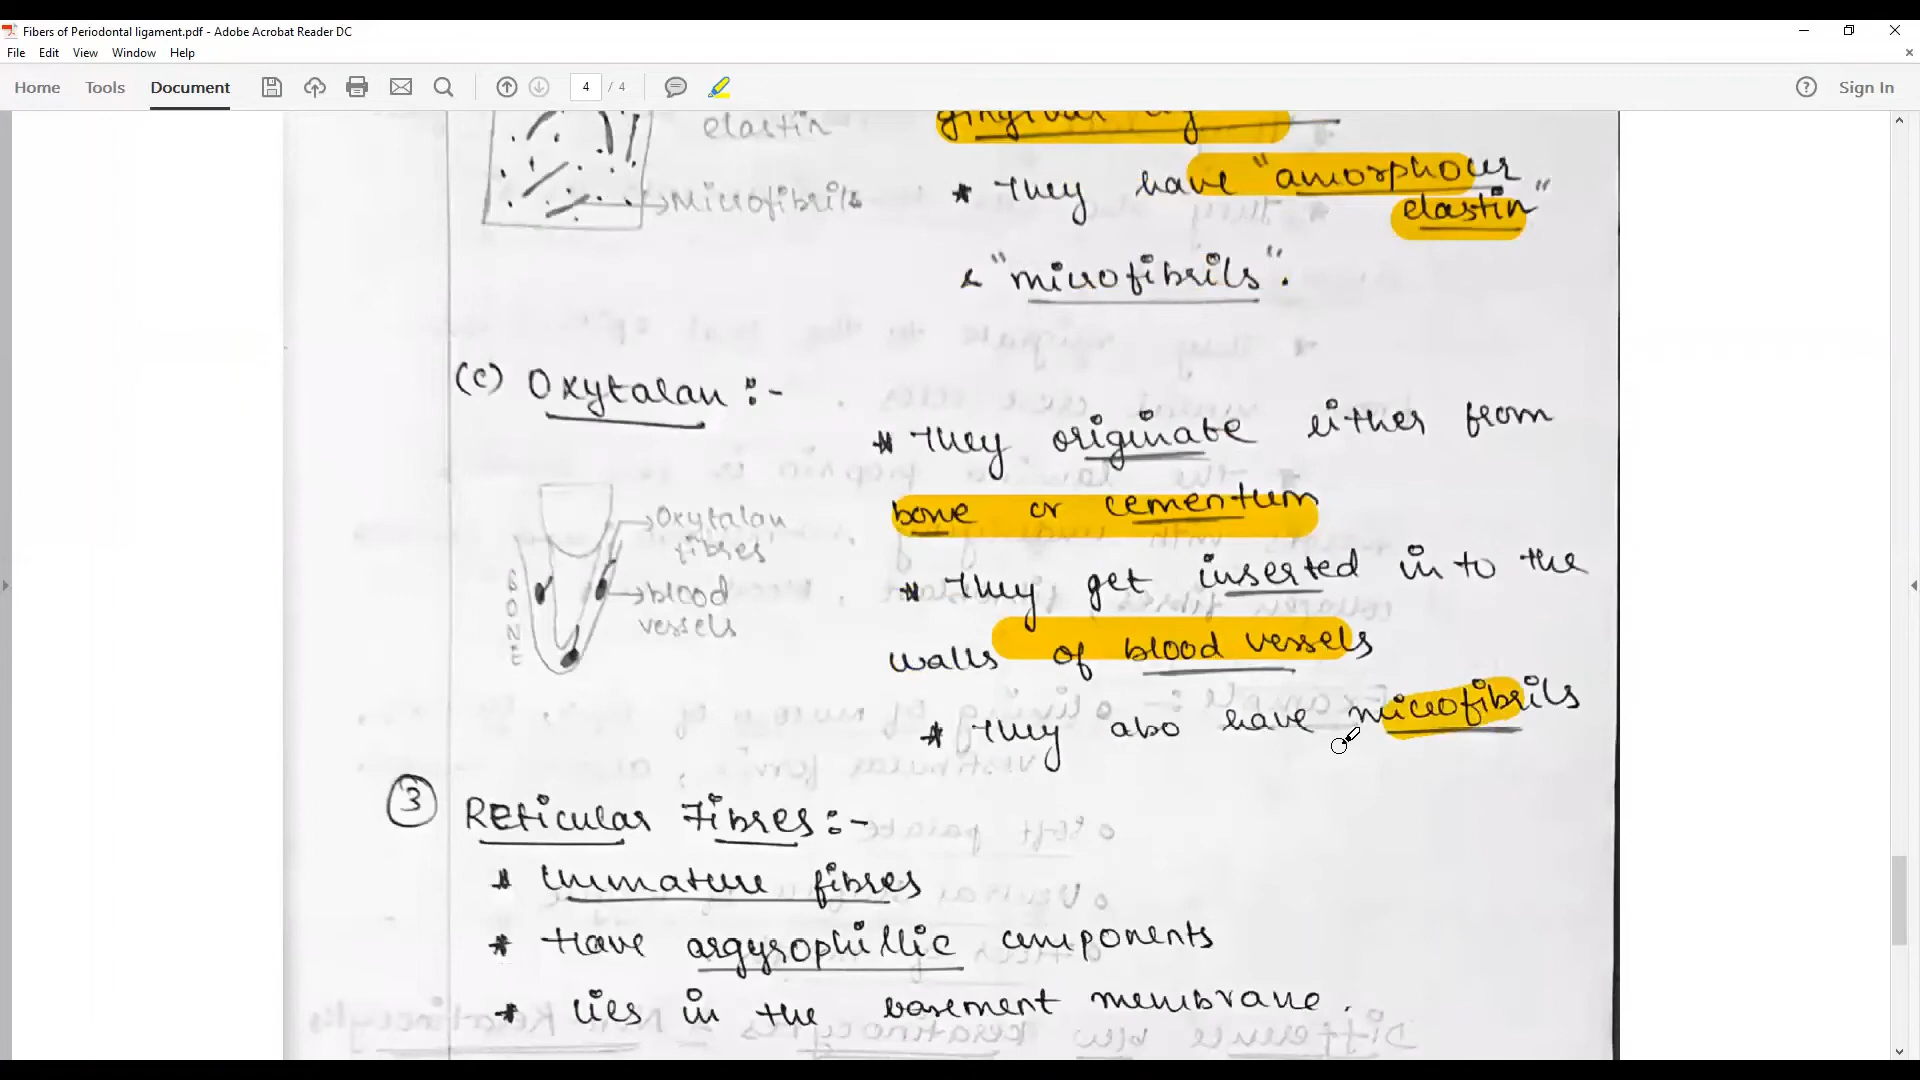 Fibers of Periodontal ligament.pdf - Adobe Acrobat Reader DC
File Edit View Window Help
Home Tools Document 4 / 4 Sign In
elastin
Microfibrils
gingival
* They have "amorphous
elastin"
& "microfibrils".
(c) Oxytalan :-
* They originate either from
bone or cementum
* They get inserted in to the
walls of blood vessels
* They also have microfibrils
Oxytalan
fibres
blood
vessels
BONE
3 Reticular Fibres :-
* Immature fibres
* Have argyrophillic components
* lies in the basement membrane.